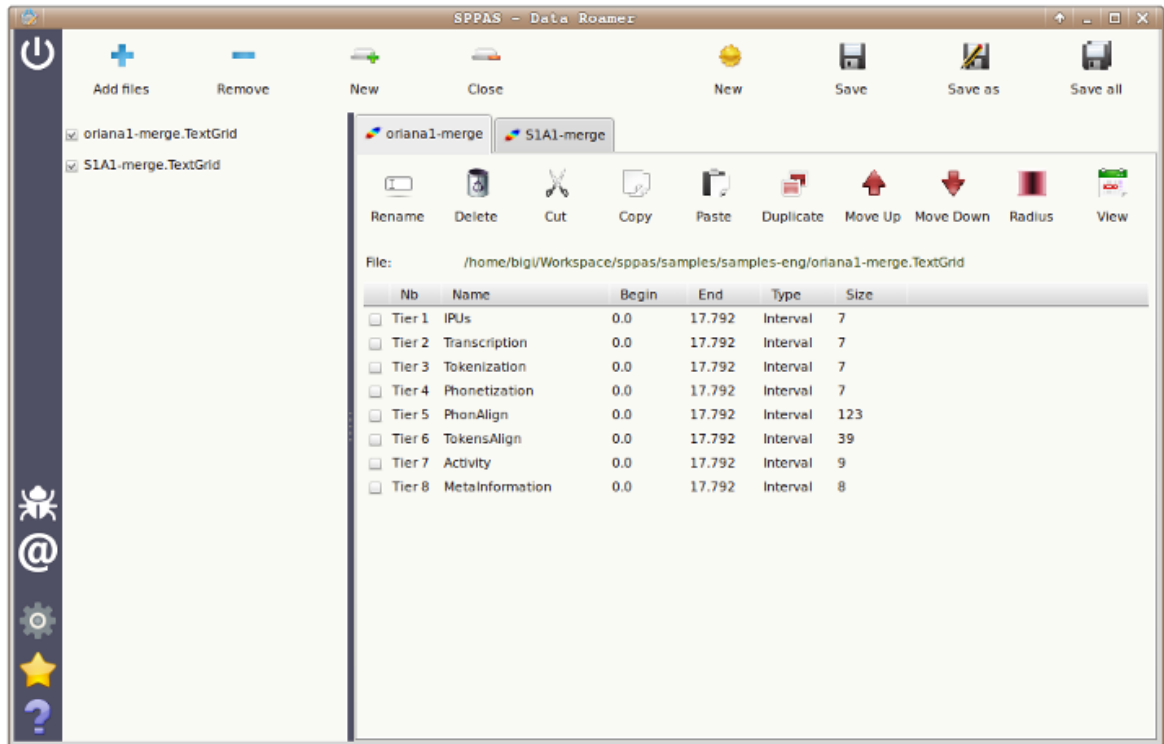 SPPAS - Data Roamer
Add files Remove New Close New Save Save as Save all
oriana1-merge.TextGrid
S1A1-merge.TextGrid
oriana1-merge S1A1-merge
Rename Delete Cut Copy Paste Duplicate Move Up Move Down Radius View
File: /home/bigi/Workspace/sppas/samples/samples-eng/oriana1-merge.TextGrid
Nb Name Begin End Type Size
Tier 1 IPUs 0.0 17.792 Interval 7
Tier 2 Transcription 0.0 17.792 Interval 7
Tier 3 Tokenization 0.0 17.792 Interval 7
Tier 4 Phonetization 0.0 17.792 Interval 7
Tier 5 PhonAlign 0.0 17.792 Interval 123
Tier 6 TokensAlign 0.0 17.792 Interval 39
Tier 7 Activity 0.0 17.792 Interval 9
Tier 8 MetaInformation 0.0 17.792 Interval 8
@
?